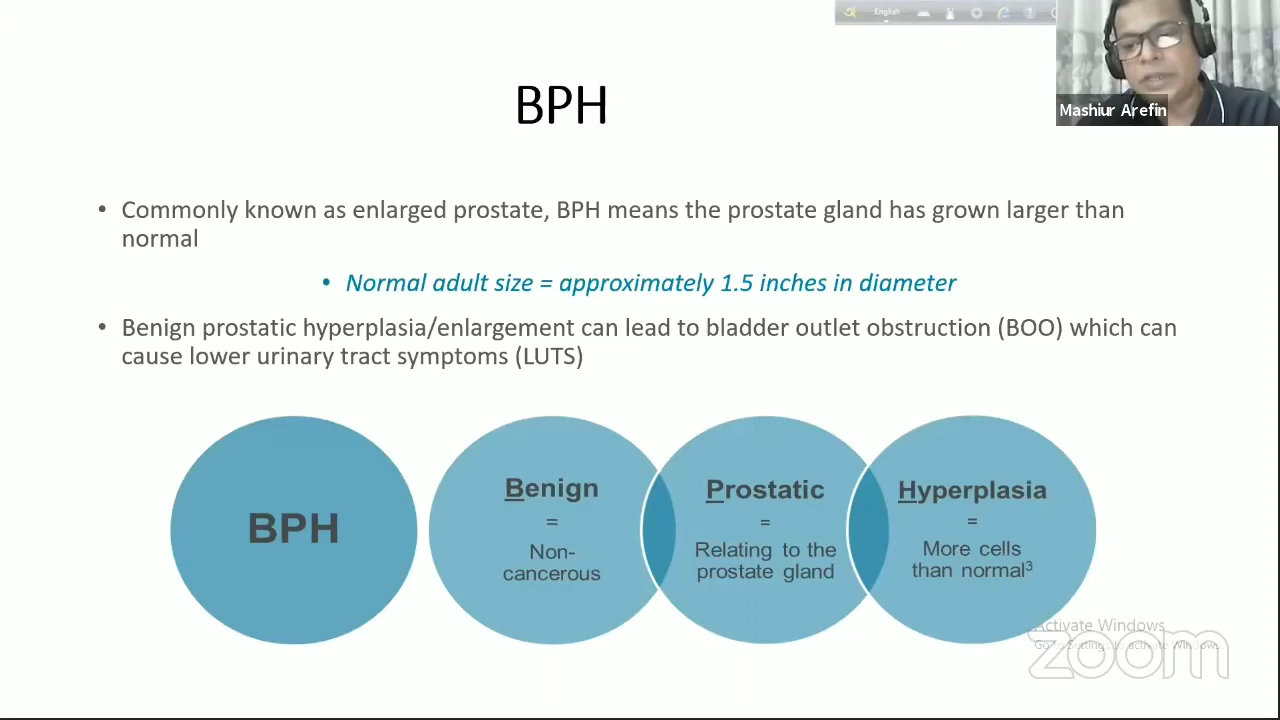 English
Mashiur Arefin
BPH
• Commonly known as enlarged prostate, BPH means the prostate gland has grown larger than
normal
• Normal adult size = approximately 1.5 inches in diameter
• Benign prostatic hyperplasia/enlargement can lead to bladder outlet obstruction (BOO) which can
cause lower urinary tract symptoms (LUTS)
BPH
Benign
=
Non-
cancerous
Prostatic
=
Relating to the
prostate gland
Hyperplasia
=
More cells
than normal³
Activate Windows
Go to Settings to activate Windows.
zoom